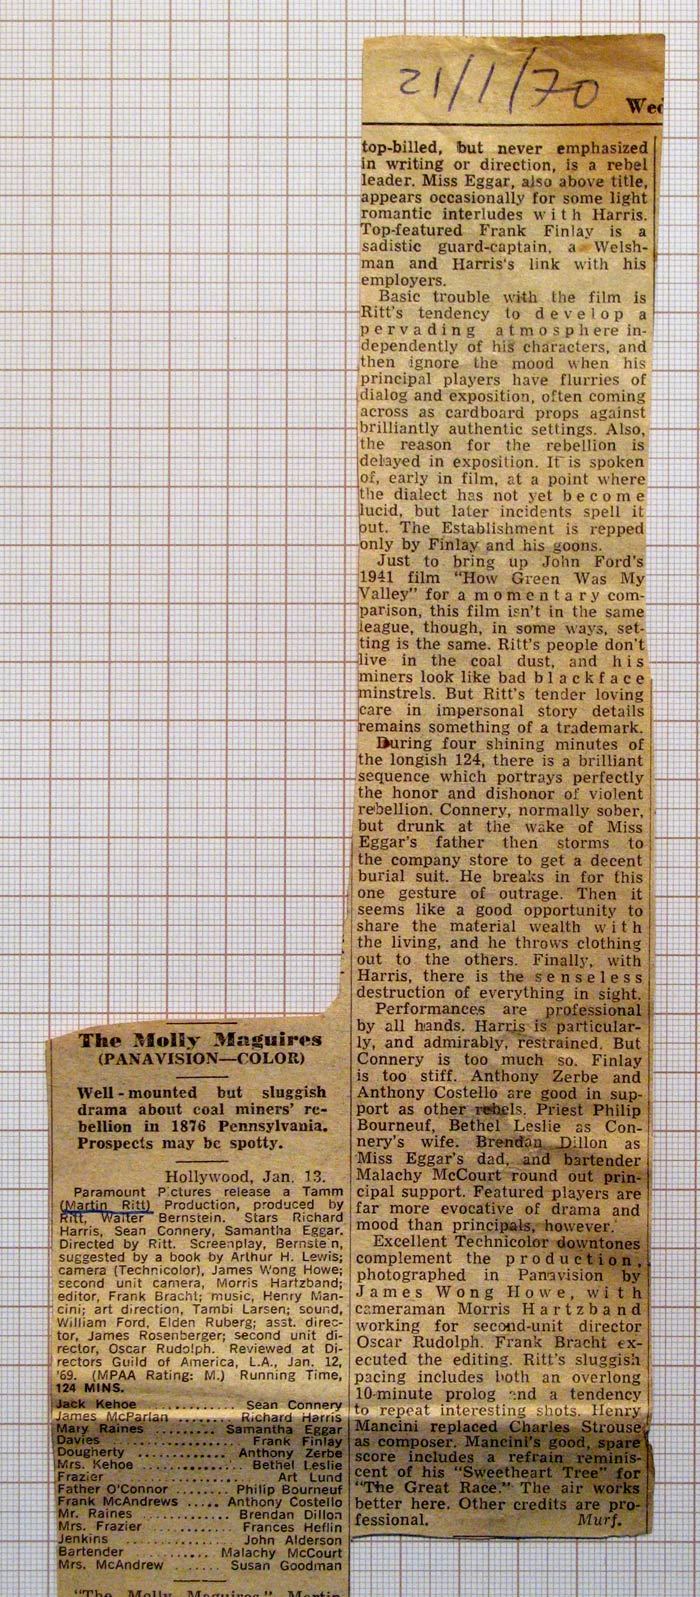 The Molly Maguires
(PANAVISION—COLOR)
Well-mounted but sluggish
drama about coal miners' re-
bellion in 1876 Pennsylvania.
Prospects may be spotty.
Hollywood, Jan. 13.
Paramount Pictures release a Tamm
(Martin Ritt) Production, produced by
Ritt, Walter Bernstein. Stars Richard
Harris, Sean Connery, Samantha Eggar.
Directed by Ritt. Screenplay, Bernstein,
suggested by a book by Arthur H. Lewis;
camera (Technicolor), James Wong Howe;
second unit camera, Morris Hartzband;
editor, Frank Bracht; music, Henry Man-
cini; art direction, Tambi Larsen; sound,
William Ford, Elden Ruberg; asst. direc-
tor, James Rosenberger; second unit di-
rector, Oscar Rudolph. Reviewed at Di-
rectors Guild of America, L.A., Jan. 12,
'69. (MPAA Rating: M.) Running Time,
124 MINS.
Jack Kehoe .......... Sean Connery
James McParlan ....... Richard Harris
Mary Raines ......... Samantha Eggar
Davies ............... Frank Finlay
Dougherty ........... Anthony Zerbe
Mrs. Kehoe ........... Bethel Leslie
Frazier ................ Art Lund
Father O'Connor ...... Philip Bourneuf
Frank McAndrews ..... Anthony Costello
Mr. Raines ........... Brendan Dillon
Mrs. Frazier ......... Frances Heflin
Jenkins .............. John Alderson
Bartender .......... Malachy McCourt
Mrs. McAndrew ....... Susan Goodman
"The Molly Maguires," Martin
21/1/70
Wed
top-billed, but never emphasized
in writing or direction, is a rebel
leader. Miss Eggar, also above title,
appears occasionally for some light
romantic interludes with Harris.
Top-featured Frank Finlay is a
sadistic guard-captain, a Welsh-
man and Harris's link with his
employers.
Basic trouble with the film is
Ritt's tendency to develop a
pervading atmosphere in-
dependently of his characters, and
then ignore the mood when his
principal players have flurries of
dialog and exposition, often coming
across as cardboard props against
brilliantly authentic settings. Also,
the reason for the rebellion is
delayed in exposition. It is spoken
of, early in film, at a point where
the dialect has not yet become
lucid, but later incidents spell it
out. The Establishment is repped
only by Finlay and his goons.
Just to bring up John Ford's
1941 film "How Green Was My
Valley" for a momentary com-
parison, this film isn't in the same
league, though, in some ways, set-
ting is the same. Ritt's people don't
live in the coal dust, and his
miners look like bad blackface
minstrels. But Ritt's tender loving
care in impersonal story details
remains something of a trademark.
During four shining minutes of
the longish 124, there is a brilliant
sequence which portrays perfectly
the honor and dishonor of violent
rebellion. Connery, normally sober,
but drunk at the wake of Miss
Eggar's father then storms to
the company store to get a decent
burial suit. He breaks in for this
one gesture of outrage. Then it
seems like a good opportunity to
share the material wealth with
the living, and he throws clothing
out to the others. Finally, with
Harris, there is the senseless
destruction of everything in sight.
Performances are professional
by all hands. Harris is particular-
ly, and admirably, restrained. But
Connery is too much so. Finlay
is too stiff. Anthony Zerbe and
Anthony Costello are good in sup-
port as other rebels. Priest Philip
Bourneuf, Bethel Leslie as Con-
nery's wife. Brendan Dillon as
Miss Eggar's dad, and bartender
Malachy McCourt round out prin-
cipal support. Featured players are
far more evocative of drama and
mood than principals, however.
Excellent Technicolor downtones
complement the production,
photographed in Panavision by
James Wong Howe, with
cameraman Morris Hartzband
working for second-unit director
Oscar Rudolph. Frank Bracht ex-
ecuted the editing. Ritt's sluggish
pacing includes both an overlong
10-minute prolog and a tendency
to repeat interesting shots. Henry
Mancini replaced Charles Strouse
as composer. Mancini's good, spare
score includes a refrain reminis-
cent of his "Sweetheart Tree" for
"The Great Race." The air works
better here. Other credits are pro-
fessional. Murf.